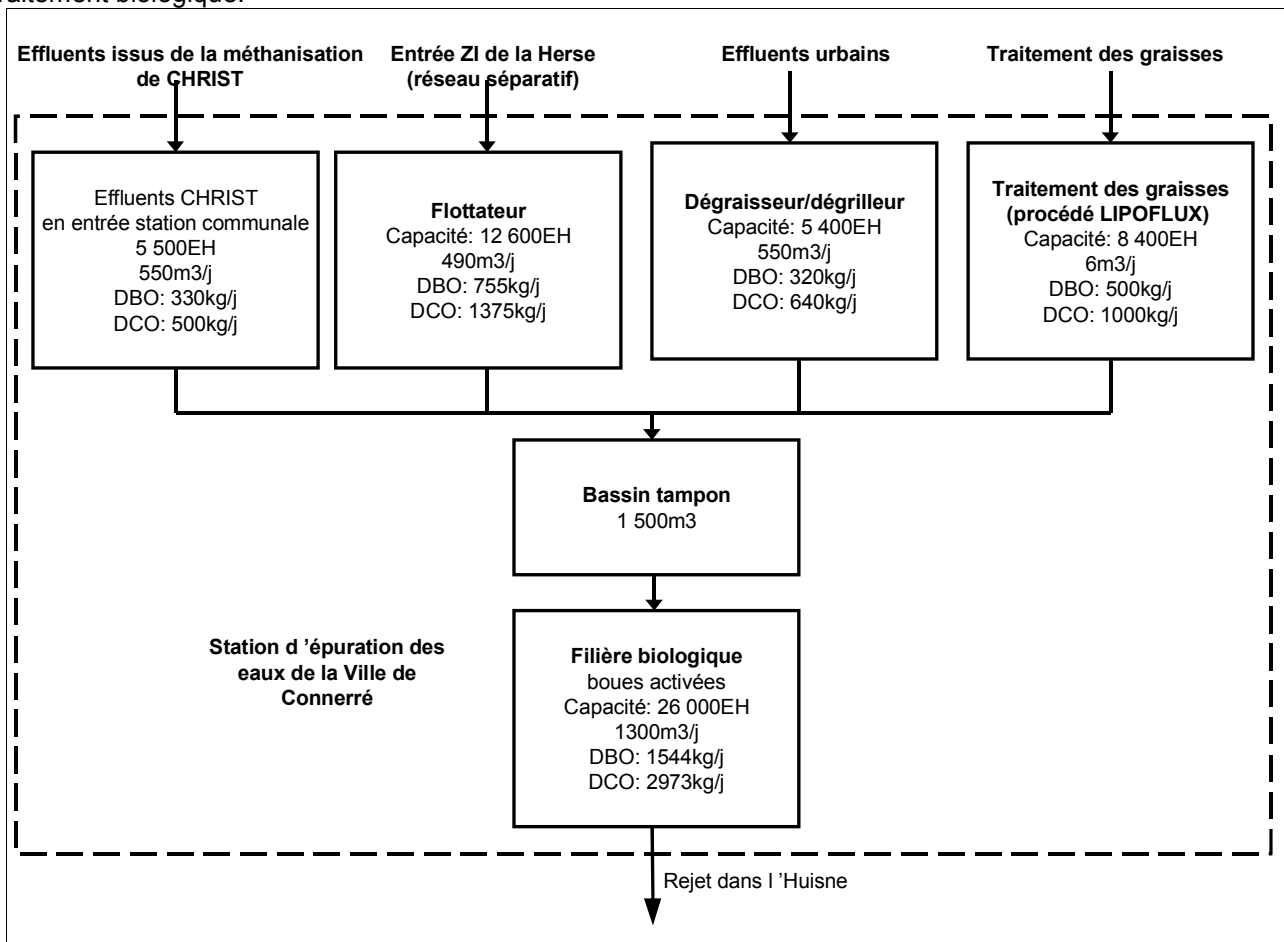 traitement biologique.
Effluents issus de la méthanisation
de CHRIST
Entrée ZI de la Herse
(réseau séparatif)
Effluents urbains
Traitement des graisses
Effluents CHRIST
en entrée station communale
5 500EH
550m3/j
DBO: 330kg/j
DCO: 500kg/j
Flottateur
Capacité: 12 600EH
490m3/j
DBO: 755kg/j
DCO: 1375kg/j
Dégraisseur/dégrilleur
Capacité: 5 400EH
550m3/j
DBO: 320kg/j
DCO: 640kg/j
Traitement des graisses
(procédé LIPOFLUX)
Capacité: 8 400EH
6m3/j
DBO: 500kg/j
DCO: 1000kg/j
Bassin tampon
1 500m3
Station d ’épuration des
eaux de la Ville de
Connerré
Filière biologique
boues activées
Capacité: 26 000EH
1300m3/j
DBO: 1544kg/j
DCO: 2973kg/j
Rejet dans l ’Huisne